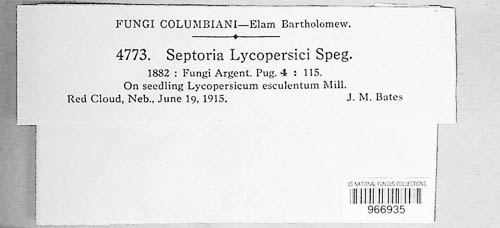 FUNGI COLUMBIANI—Elam Bartholomew.
4773. Septoria Lycopersici Speg.
1882 : Fungi Argent. Pug. 4 : 115.
On seedling Lycopersicum esculentum Mill.
Red Cloud, Neb., June 19, 1915. J. M. Bates
US NATIONAL FUNGUS COLLECTIONS
966935